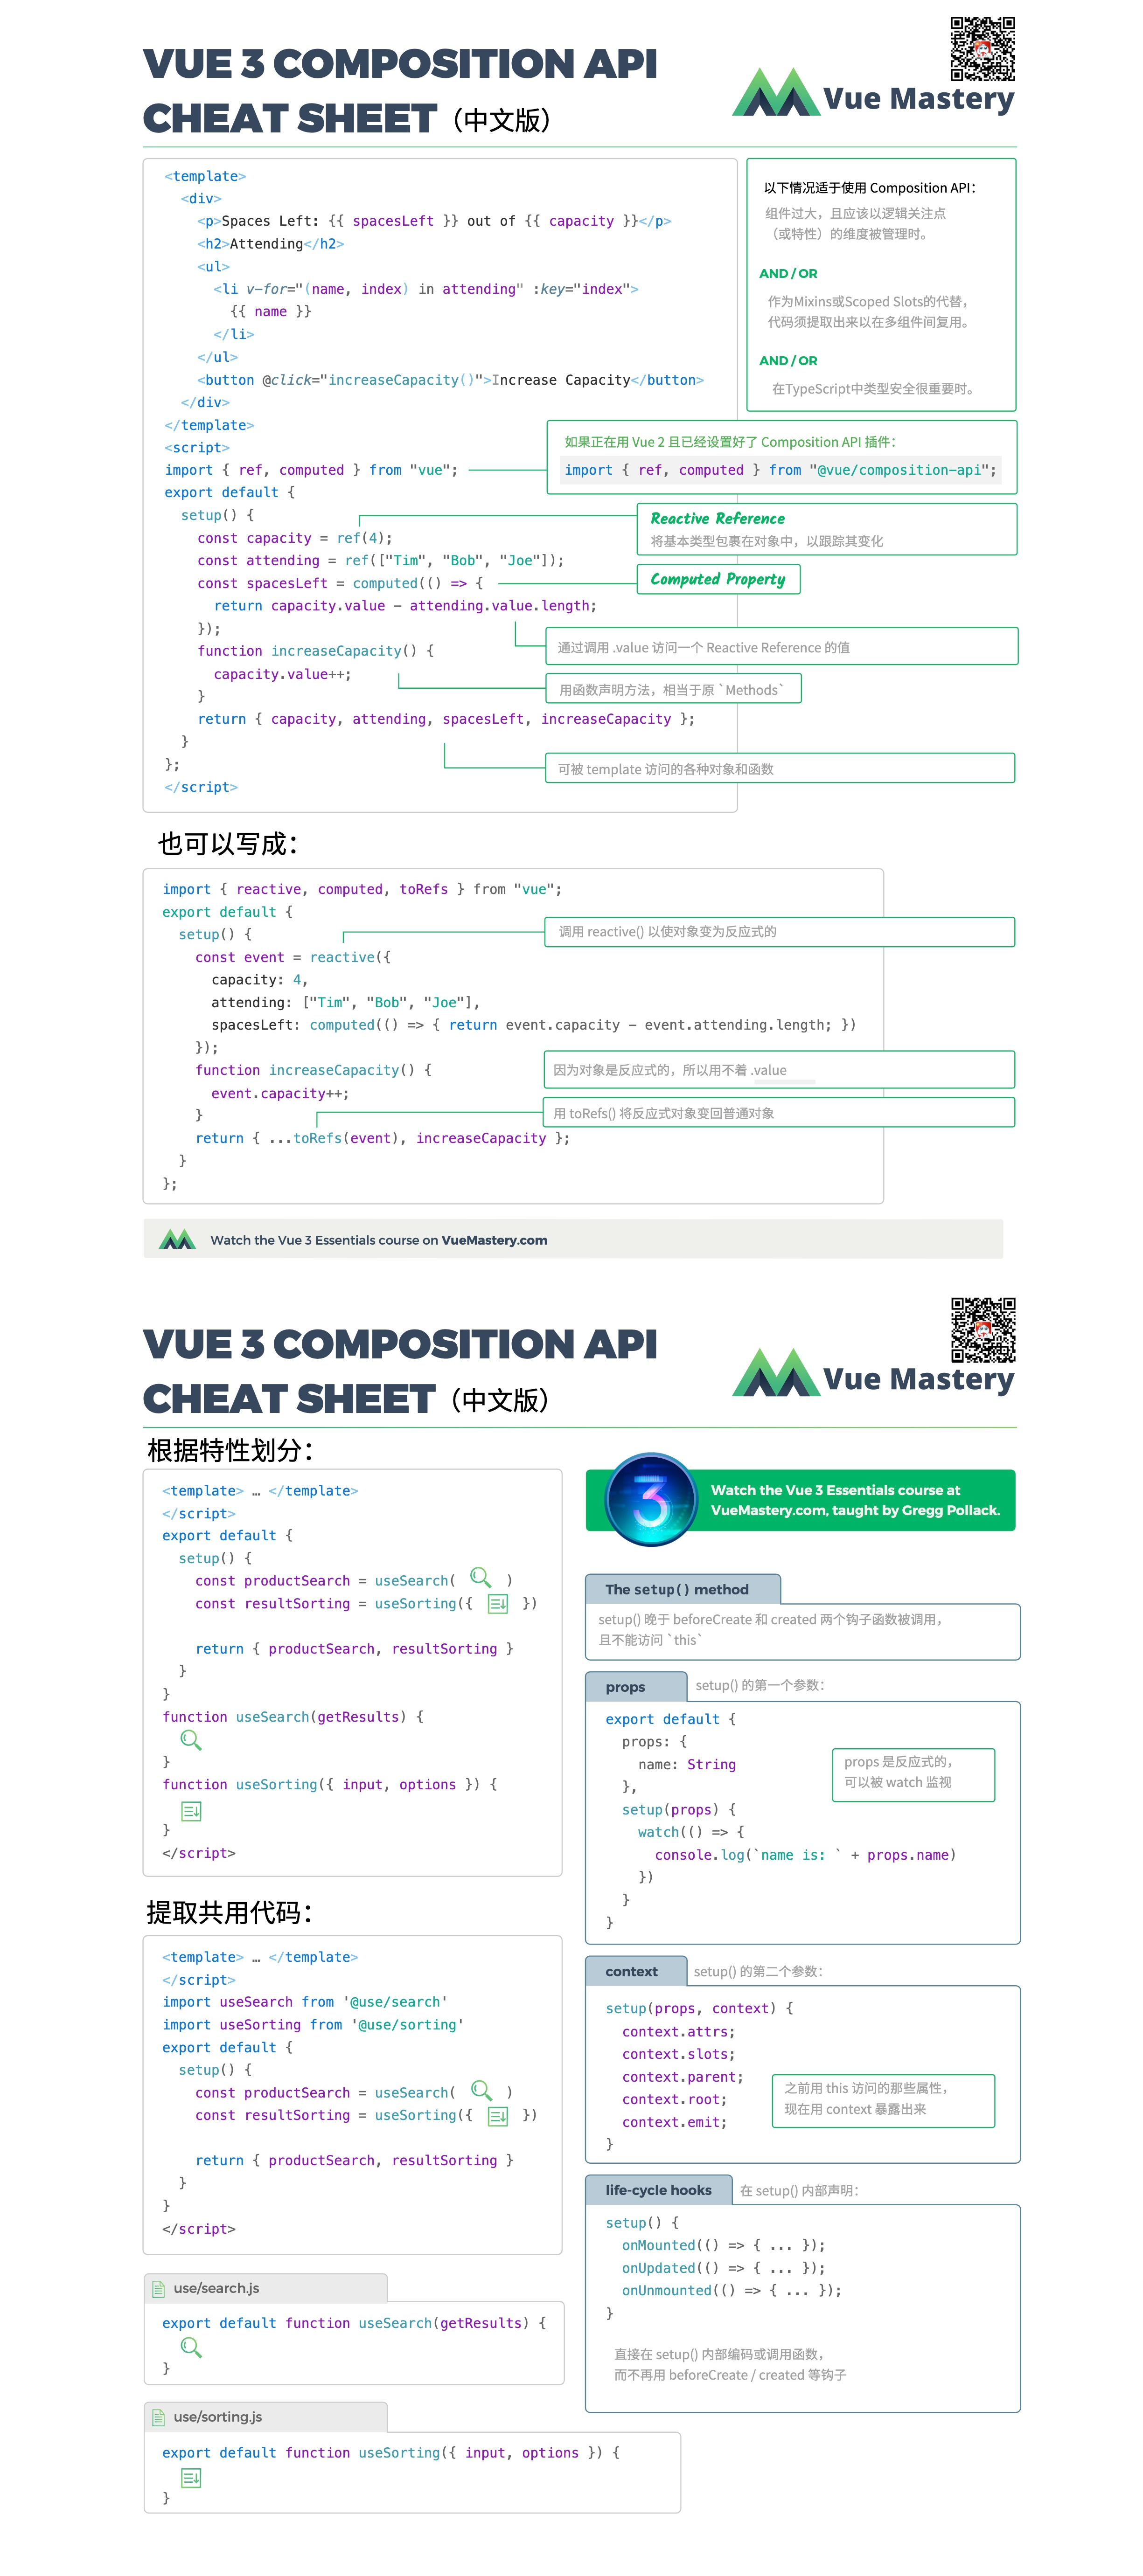 VUE 3 COMPOSITION API
CHEAT SHEET（中文版）
Vue Mastery
<template>
<div>
<p>Spaces Left: {{ spacesLeft }} out of {{ capacity }}</p>
<h2>Attending</h2>
<ul>
<li v-for="(name, index) in attending" :key="index">
{{ name }}
</li>
</ul>
<button @click="increaseCapacity()">Increase Capacity</button>
</div>
</template>
<script>
import { ref, computed } from "vue";
export default {
setup() {
const capacity = ref(4);
const attending = ref(["Tim", "Bob", "Joe"]);
const spacesLeft = computed(() => {
return capacity.value - attending.value.length;
});
function increaseCapacity() {
capacity.value++;
}
return { capacity, attending, spacesLeft, increaseCapacity };
}
};
</script>
以下情况适于使用 Composition API：
组件过大，且应该以逻辑关注点
（或特性）的维度被管理时。
AND / OR
作为Mixins或Scoped Slots的代替，
代码须提取出来以在多组件间复用。
AND / OR
在TypeScript中类型安全很重要时。
如果正在用 Vue 2 且已经设置好了 Composition API 插件：
import { ref, computed } from "@vue/composition-api";
Reactive Reference
将基本类型包裹在对象中，以跟踪其变化
Computed Property
通过调用 .value 访问一个 Reactive Reference 的值
用函数声明方法，相当于原 `Methods`
可被 template 访问的各种对象和函数
也可以写成：
import { reactive, computed, toRefs } from "vue";
export default {
setup() {
const event = reactive({
capacity: 4,
attending: ["Tim", "Bob", "Joe"],
spacesLeft: computed(() => { return event.capacity - event.attending.length; })
});
function increaseCapacity() {
event.capacity++;
}
return { ...toRefs(event), increaseCapacity };
}
};
调用 reactive() 以使对象变为反应式的
因为对象是反应式的，所以用不着 .value
用 toRefs() 将反应式对象变回普通对象
Watch the Vue 3 Essentials course on VueMastery.com
VUE 3 COMPOSITION API
CHEAT SHEET（中文版）
Vue Mastery
根据特性划分：
<template> … </template>
</script>
export default {
setup() {
const productSearch = useSearch( )
const resultSorting = useSorting({ })
return { productSearch, resultSorting }
}
}
function useSearch(getResults) {
}
function useSorting({ input, options }) {
}
</script>
提取共用代码：
<template> … </template>
</script>
import useSearch from '@use/search'
import useSorting from '@use/sorting'
export default {
setup() {
const productSearch = useSearch( )
const resultSorting = useSorting({ })
return { productSearch, resultSorting }
}
}
</script>
use/search.js
export default function useSearch(getResults) {
}
use/sorting.js
export default function useSorting({ input, options }) {
}
3
Watch the Vue 3 Essentials course at
VueMastery.com, taught by Gregg Pollack.
The setup() method
setup() 晚于 beforeCreate 和 created 两个钩子函数被调用，
且不能访问 `this`
props
setup() 的第一个参数：
export default {
props: {
name: String
},
setup(props) {
watch(() => {
console.log(`name is: ` + props.name)
})
}
}
props 是反应式的，
可以被 watch 监视
context
setup() 的第二个参数：
setup(props, context) {
context.attrs;
context.slots;
context.parent;
context.root;
context.emit;
}
之前用 this 访问的那些属性，
现在用 context 暴露出来
life-cycle hooks
在 setup() 内部声明：
setup() {
onMounted(() => { ... });
onUpdated(() => { ... });
onUnmounted(() => { ... });
}
直接在 setup() 内部编码或调用函数，
而不再用 beforeCreate / created 等钩子